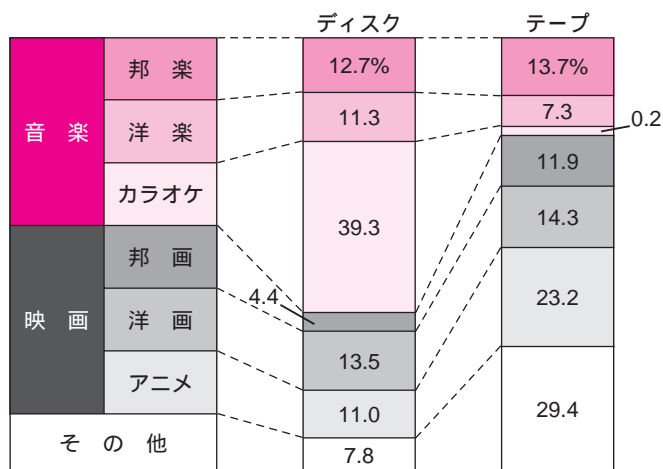 ディスク テープ
邦楽 12.7% 13.7%
音楽 洋楽 11.3 7.3 0.2
カラオケ 39.3 11.9
邦画 4.4 14.3
映画 洋画 13.5 23.2
アニメ 11.0 29.4
その他 7.8